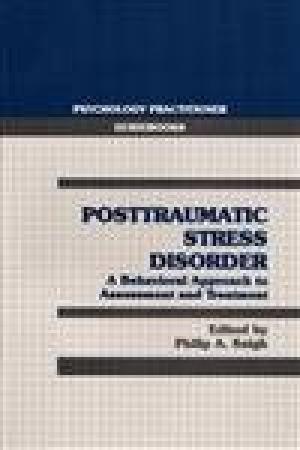 PSYCHOLOGY PRACTITIONER
GUIDEBOOKS
POSTTRAUMATIC
STRESS
DISORDER
A Behavioral Approach to
Assessment and Treatment
Edited by
Philip A. Saigh